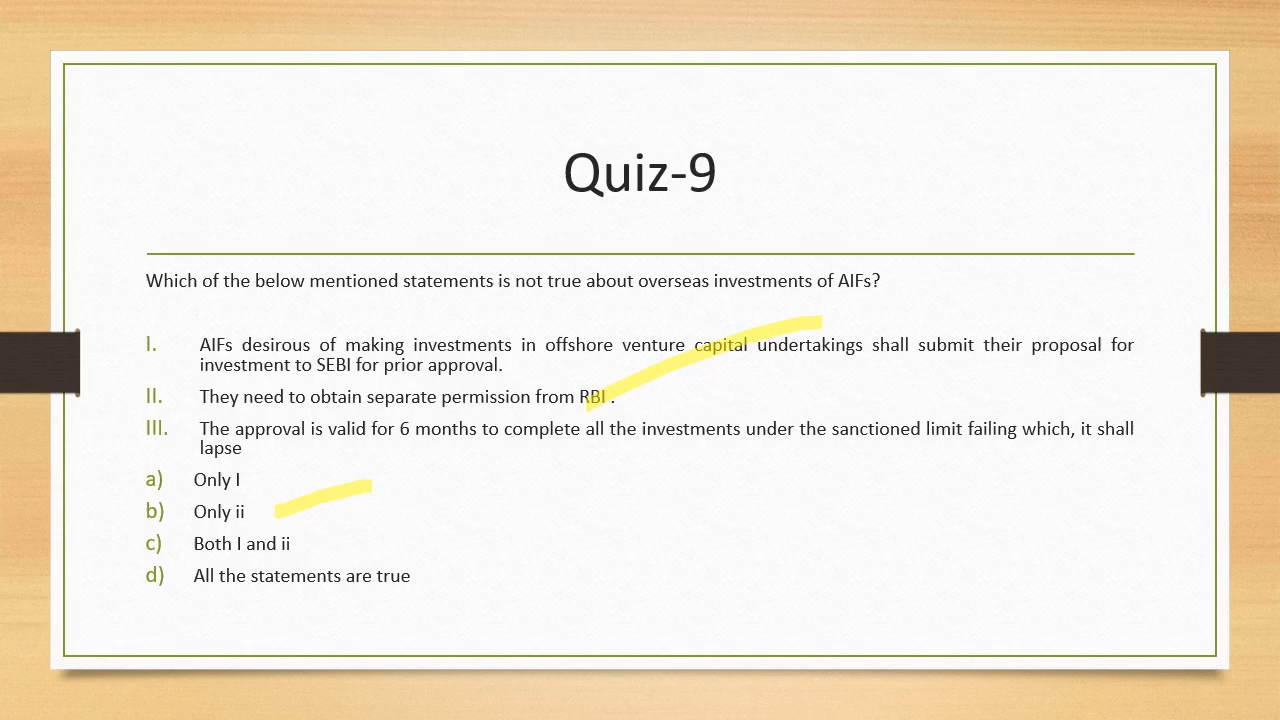 Quiz-9
Which of the below mentioned statements is not true about overseas investments of AIFs?
I. AIFs desirous of making investments in offshore venture capital undertakings shall submit their proposal for
investment to SEBI for prior approval.
II. They need to obtain separate permission from RBI .
III. The approval is valid for 6 months to complete all the investments under the sanctioned limit failing which, it shall
lapse
a) Only I
b) Only ii
c) Both I and ii
d) All the statements are true